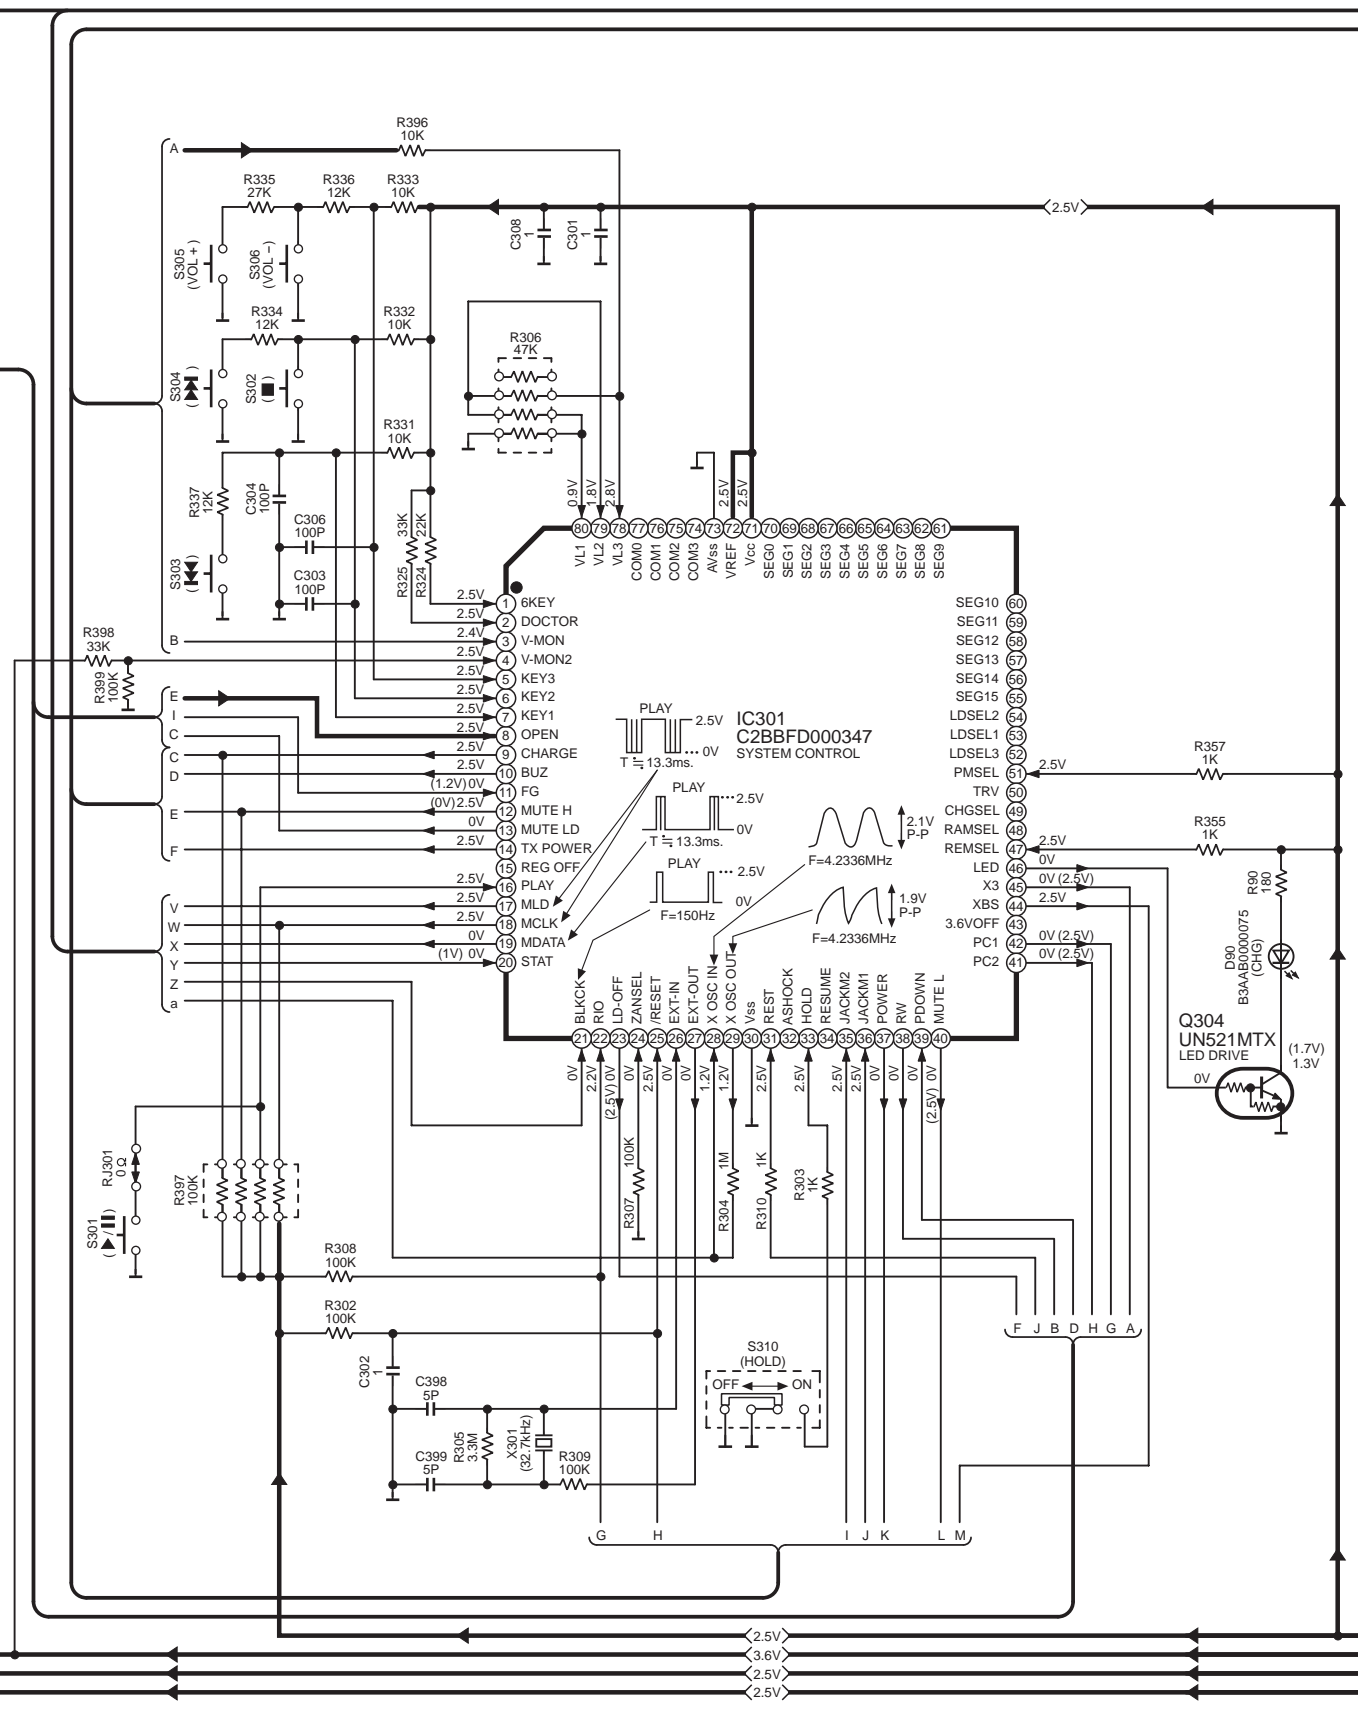 A
R396
10K
R335
27K
R336
12K
R333
10K
2.5V
S305
(VOL +)
S306
(VOL −)
C308
1
C301
1
R334
12K
R332
10K
R306
47K
S304
S302
(■)
R331
10K
R337
12K
C304
100P
C306
100P
C303
100P
S303
33K
22K
R325
R324
0.9V
1.8V
2.8V
2.5V
2.5V
80 79 78 77 76 75 74 73 72 71 70 69 68 67 66 65 64 63 62 61
VL1
VL2
VL3
COM0
COM1
COM2
COM3
AVss
VREF
Vcc
SEG0
SEG1
SEG2
SEG3
SEG4
SEG5
SEG6
SEG7
SEG8
SEG9
2.5V 1 6KEY
2.5V 2 DOCTOR
B 2.4V 3 V-MON
2.5V 4 V-MON2
2.5V 5 KEY3
2.5V 6 KEY2
2.5V 7 KEY1
E 2.5V 8 OPEN
I
C
C 2.5V 9 CHARGE
D 2.5V 10 BUZ
(1.2V) 0V 11 FG
E (0V) 2.5V 12 MUTE H
0V 13 MUTE LD
F 2.5V 14 TX POWER
15 REG OFF
2.5V 16 PLAY
V 2.5V 17 MLD
W 2.5V 18 MCLK
X 0V 19 MDATA
Y (1V) 0V 20 STAT
Z
a
R398
33K
R399
100K
SEG10 60
SEG11 59
SEG12 58
SEG13 57
SEG14 56
SEG15 55
LDSEL2 54
LDSEL1 53
LDSEL3 52
PMSEL 51 2.5V
TRV 50
CHGSEL 49
RAMSEL 48
REMSEL 47 2.5V
LED 46 0V
X3 45 0V (2.5V)
XBS 44 2.5V
3.6VOFF 43
PC1 42 0V (2.5V)
PC2 41 0V (2.5V)
PLAY
2.5V
0V
T ≒ 13.3ms.
IC301
C2BBFD000347
SYSTEM CONTROL
PLAY
2.5V
0V
T ≒ 13.3ms.
PLAY
2.5V
0V
F=150Hz
2.1V
P-P
F=4.2336MHz
1.9V
P-P
F=4.2336MHz
R357
1K
R355
1K
R90
180
D90
B3AAB0000075
(CHG)
Q304
UN521MTX
LED DRIVE
(1.7V)
1.3V
0V
BLKCK
RIO
LD-OFF
ZANSEL
/RESET
EXT-IN
EXT-OUT
X OSC IN
X OSC OUT
Vss
REST
ASHOCK
HOLD
RESUME
JACKM2
JACKM1
POWER
RW
PDOWN
MUTE L
21 22 23 24 25 26 27 28 29 30 31 32 33 34 35 36 37 38 39 40
0V
2.2V
(2.5V) 0V
0V
2.5V
0V
0V
1.2V
1.2V
0V
2.5V
2.5V
2.5V
2.5V
0V
0V
0V
(2.5V) 0V
RJ301
0 Ω
R397
100K
S301
100K
R307
1M
R304
1K
R310
R303
1K
R308
100K
R302
100K
F J B D H G A
C302
1
C398
5P
C399
5P
R305
3.3M
X301
(32.7kHz)
R309
100K
S310
(HOLD)
OFF ON
G H I J K L M
2.5V
3.6V
2.5V
2.5V